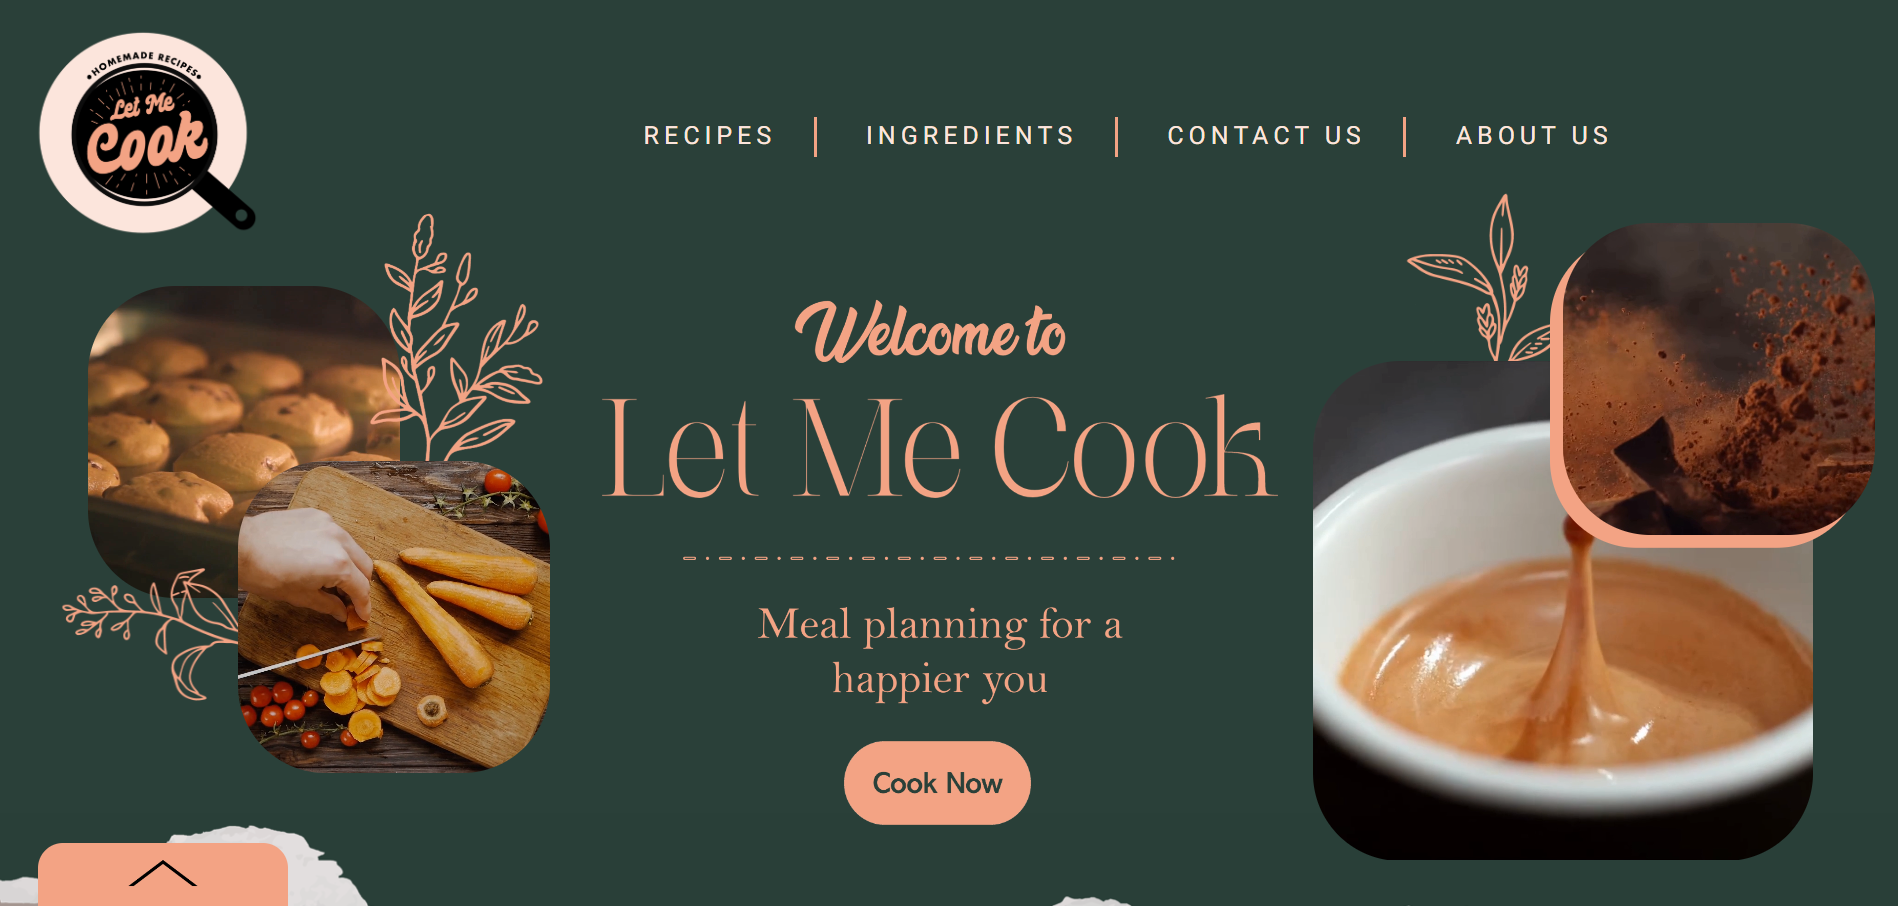 •HOMEMADE RECIPES•
Let Me
Cook
RECIPES
INGREDIENTS
CONTACT US
ABOUT US
Welcome to
Let Me Cook
Meal planning for a
happier you
Cook Now